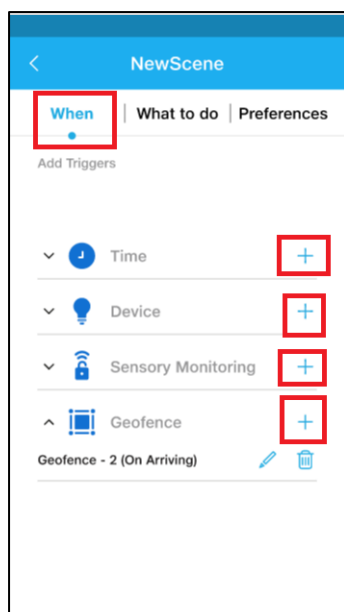 NewScene
When | What to do | Preferences
Add Triggers
Time
Device
Sensory Monitoring
Geofence
Geofence - 2 (On Arriving)